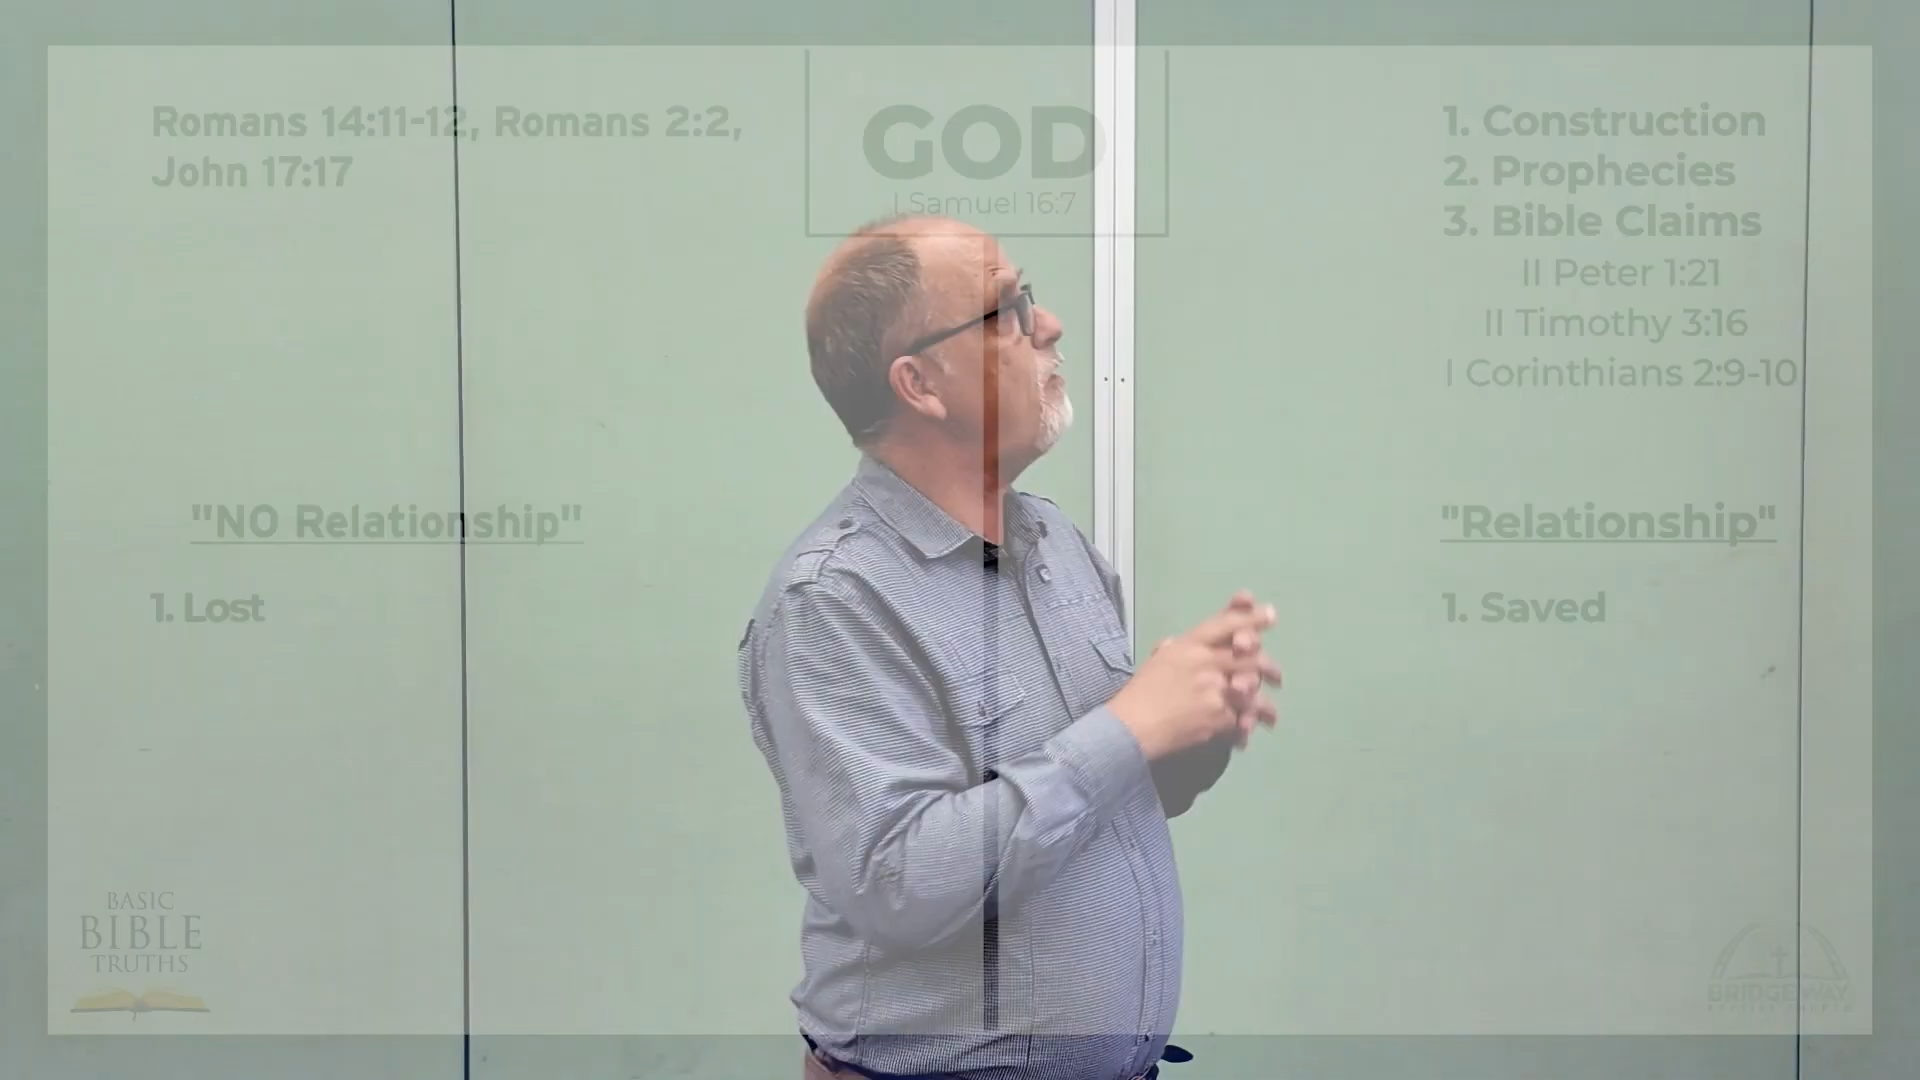 Romans 14:11-12, Romans 2:2,
John 17:17
GOD
I Samuel 16:7
1. Construction
2. Prophecies
3. Bible Claims
II Peter 1:21
II Timothy 3:16
I Corinthians 2:9-10
"NO Relationship"
1. Lost
"Relationship"
1. Saved
BASIC
BIBLE
TRUTHS
BRIDGEWAY